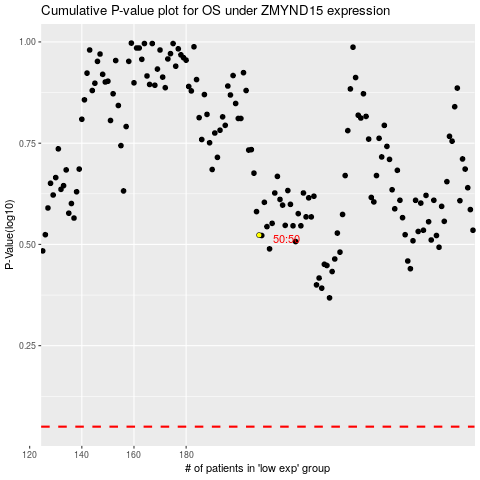 Cumulative P-value plot for OS under ZMYND15 expression
P-Value(log10)
1.00
0.75
0.50
0.25
50:50
120 140 160 180
# of patients in 'low exp' group